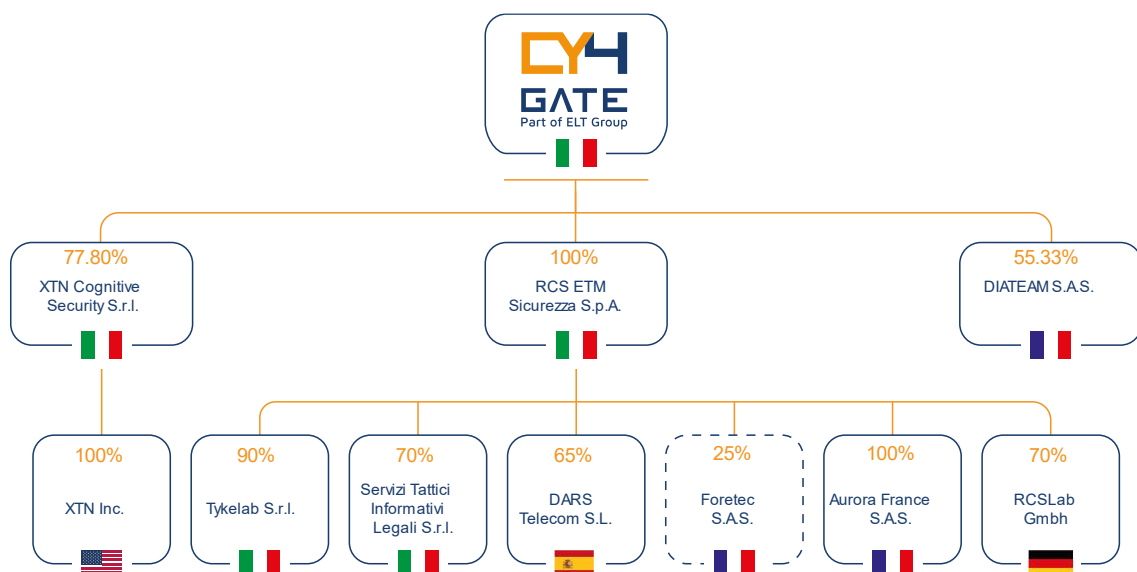 CY4
GATE
Part of ELT Group
77.80%
XTN Cognitive
Security S.r.l.
100%
RCS ETM
Sicurezza S.p.A.
55.33%
DIATEAM S.A.S.
100%
XTN Inc.
90%
Tykelab S.r.l.
70%
Servizi Tattici
Informativi
Legali S.r.l.
65%
DARS
Telecom S.L.
25%
Foretec
S.A.S.
100%
Aurora France
S.A.S.
70%
RCSLab
Gmbh